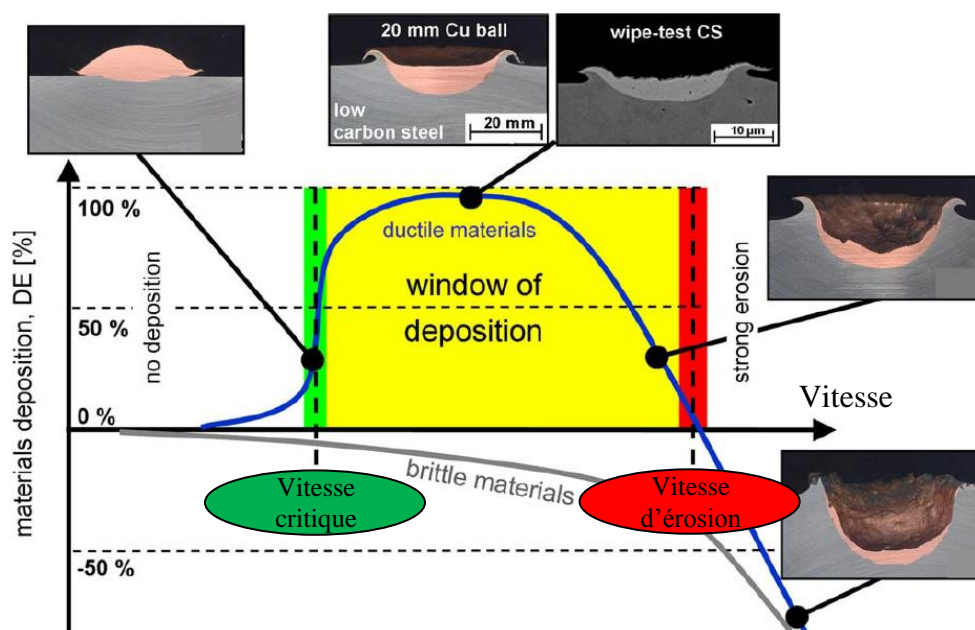 20 mm Cu ball
low
carbon steel
20 mm
wipe-test CS
10 µm
materials deposition, DE [%]
100 %
50 %
0 %
-50 %
no deposition
ductile materials
window of
deposition
strong erosion
Vitesse
brittle materials
Vitesse
critique
Vitesse
d'érosion